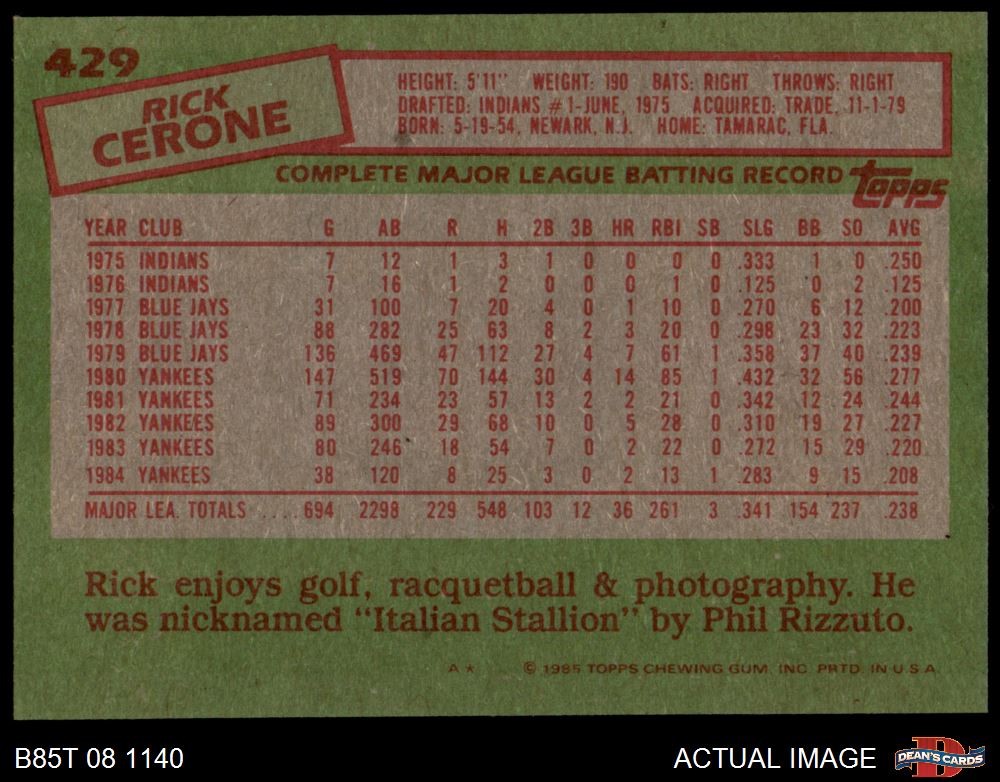 429
RICK
CERONE
HEIGHT: 5'11" WEIGHT: 190 BATS: RIGHT THROWS: RIGHT
DRAFTED: INDIANS #1-JUNE, 1975 ACQUIRED: TRADE, 11-1-79
BORN: 5-19-54, NEWARK, N.J. HOME: TAMARAC, FLA.
COMPLETE MAJOR LEAGUE BATTING RECORD topps
YEAR CLUB G AB R H 2B 3B HR RBI SB SLG BB SO AVG
1975 INDIANS 7 12 1 3 1 0 0 0 0 .333 1 0 .250
1976 INDIANS 7 16 1 2 0 0 0 1 0 .125 0 2 .125
1977 BLUE JAYS 31 100 7 20 4 0 1 10 0 .270 6 12 .200
1978 BLUE JAYS 88 282 25 63 8 2 3 20 0 .298 23 32 .223
1979 BLUE JAYS 136 469 47 112 27 4 7 61 1 .358 37 40 .239
1980 YANKEES 147 519 70 144 30 4 14 85 1 .432 32 56 .277
1981 YANKEES 71 234 23 57 13 2 2 21 0 .342 12 24 .244
1982 YANKEES 89 300 29 68 10 0 5 28 0 .310 19 27 .227
1983 YANKEES 80 246 18 54 7 0 2 22 0 .272 15 29 .220
1984 YANKEES 38 120 8 25 3 0 2 13 1 .283 9 15 .208
MAJOR LEA. TOTALS .... 694 2298 229 548 103 12 36 261 3 .341 154 237 .238
Rick enjoys golf, racquetball & photography. He
was nicknamed "Italian Stallion" by Phil Rizzuto.
A ★ © 1985 TOPPS CHEWING GUM, INC. PRTD. IN U.S.A.
B85T 08 1140 ACTUAL IMAGE D DEAN'S CARDS